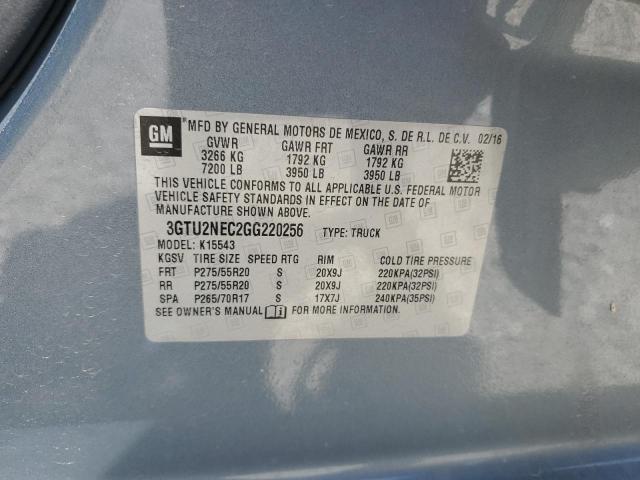 GM ® MFD BY GENERAL MOTORS DE MEXICO, S. DE R.L. DE C.V. 02/16
GVWR GAWR FRT GAWR RR
3266 KG 1792 KG 1792 KG
7200 LB 3950 LB 3950 LB
THIS VEHICLE CONFORMS TO ALL APPLICABLE U.S. FEDERAL MOTOR
VEHICLE SAFETY STANDARDS IN EFFECT ON THE DATE OF
MANUFACTURE SHOWN ABOVE.
3GTU2NEC2GG220256 TYPE: TRUCK
MODEL: K15543
KGSV TIRE SIZE SPEED RTG RIM COLD TIRE PRESSURE
FRT P275/55R20 S 20X9J 220KPA(32PSI)
RR P275/55R20 S 20X9J 220KPA(32PSI)
SPA P265/70R17 S 17X7J 240KPA(35PSI)
SEE OWNER'S MANUAL FOR MORE INFORMATION.